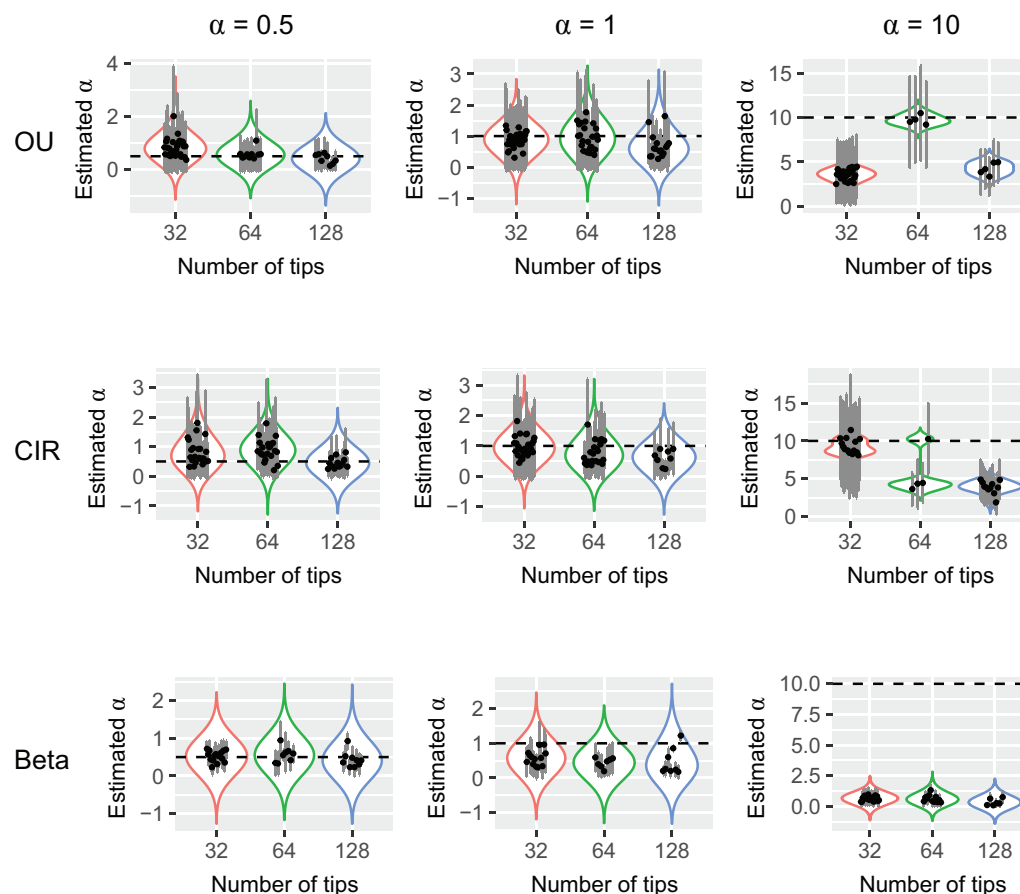 α = 0.5 α = 1 α = 10
OU
Estimated α
4
2
0
32 64 128
Number of tips
Estimated α
3
2
1
0
−1
32 64 128
Number of tips
Estimated α
15
10
5
0
32 64 128
Number of tips
CIR
Estimated α
3
2
1
0
−1
32 64 128
Number of tips
Estimated α
3
2
1
0
−1
32 64 128
Number of tips
Estimated α
15
10
5
0
32 64 128
Number of tips
Beta
Estimated α
2
1
0
−1
32 64 128
Number of tips
Estimated α
2
1
0
−1
32 64 128
Number of tips
Estimated α
10.0
7.5
5.0
2.5
0.0
32 64 128
Number of tips